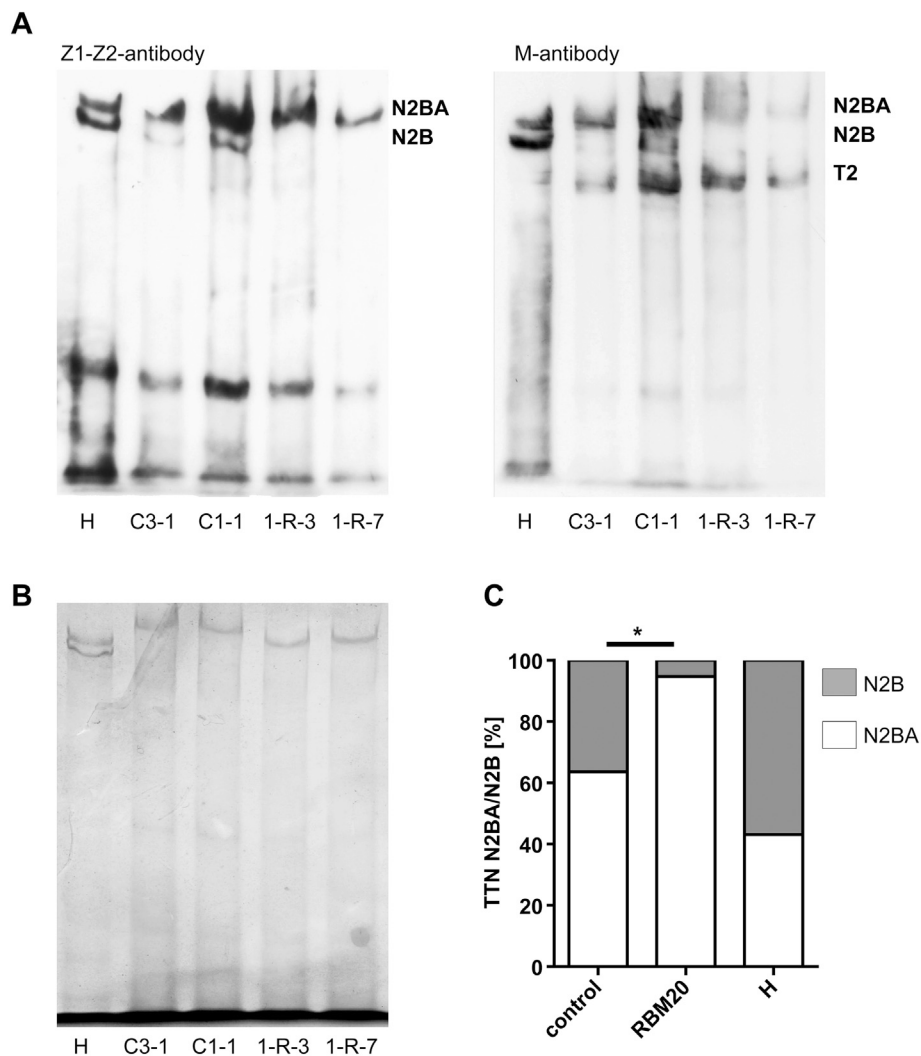 A
Z1-Z2-antibody
N2BA
N2B
H C3-1 C1-1 1-R-3 1-R-7
M-antibody
N2BA
N2B
T2
H C3-1 C1-1 1-R-3 1-R-7
B
H C3-1 C1-1 1-R-3 1-R-7
C
*
TTN N2BA/N2B [%]
100
80
60
40
20
0
control RBM20 H
N2B
N2BA